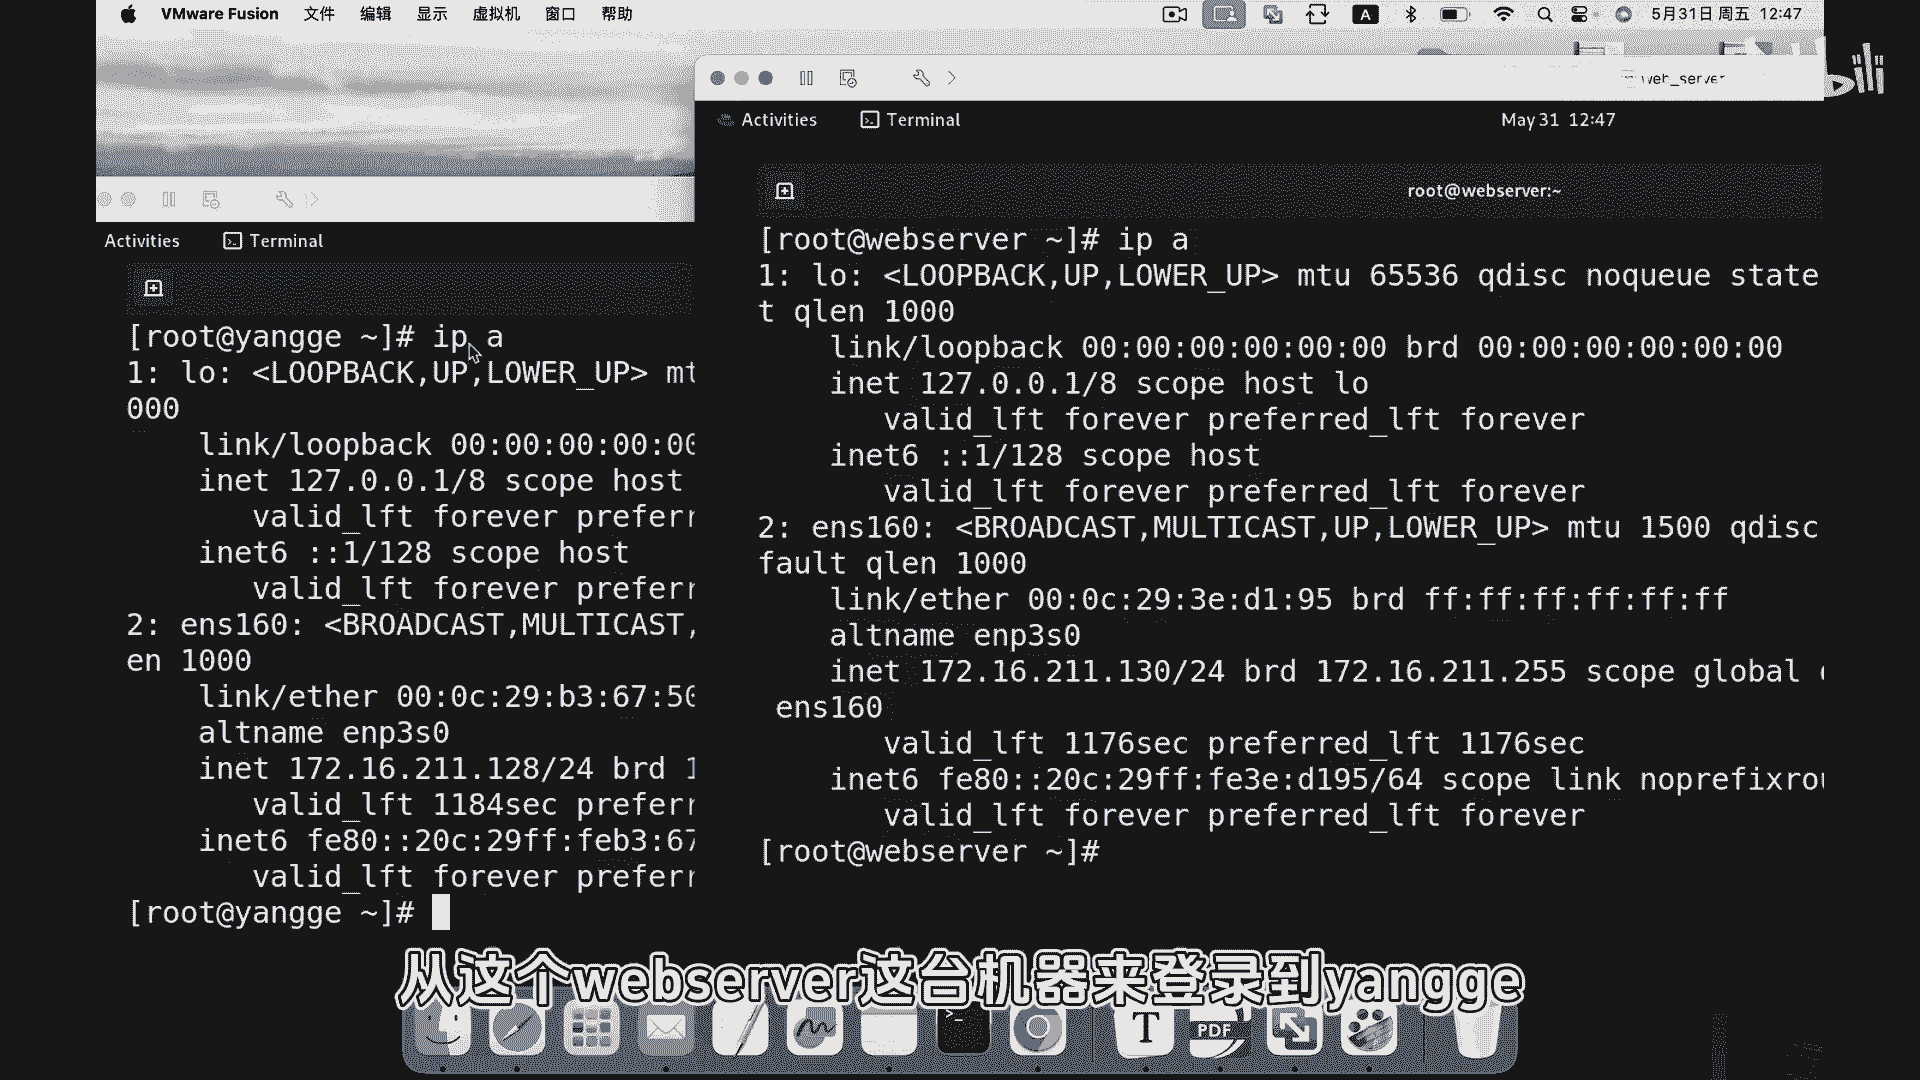 VMware Fusion 文件 编辑 显示 虚拟机 窗口 帮助 A 5月31日 周五 12:47
web_server
Activities Terminal May 31 12:47
root@webserver:~
[root@webserver ~]# ip a
1: lo: <LOOPBACK,UP,LOWER_UP> mtu 65536 qdisc noqueue state
t qlen 1000
link/loopback 00:00:00:00:00:00 brd 00:00:00:00:00:00
inet 127.0.0.1/8 scope host lo
valid_lft forever preferred_lft forever
inet6 ::1/128 scope host
valid_lft forever preferred_lft forever
2: ens160: <BROADCAST,MULTICAST,UP,LOWER_UP> mtu 1500 qdisc
fault qlen 1000
link/ether 00:0c:29:3e:d1:95 brd ff:ff:ff:ff:ff:ff
altname enp3s0
inet 172.16.211.130/24 brd 172.16.211.255 scope global
ens160
valid_lft 1176sec preferred_lft 1176sec
inet6 fe80::20c:29ff:fe3e:d195/64 scope link noprefixrou
valid_lft forever preferred_lft forever
[root@webserver ~]#
Activities Terminal
[root@yangge ~]# ip a
1: lo: <LOOPBACK,UP,LOWER_UP> mt
000
link/loopback 00:00:00:00:00
inet 127.0.0.1/8 scope host
valid_lft forever preferr
inet6 ::1/128 scope host
valid_lft forever preferr
2: ens160: <BROADCAST,MULTICAST,
en 1000
link/ether 00:0c:29:b3:67:50
altname enp3s0
inet 172.16.211.128/24 brd 1
valid_lft 1184sec preferr
inet6 fe80::20c:29ff:feb3:67
valid_lft forever preferr
[root@yangge ~]#
从这个webserver这台机器来登录到yangge
T PDF